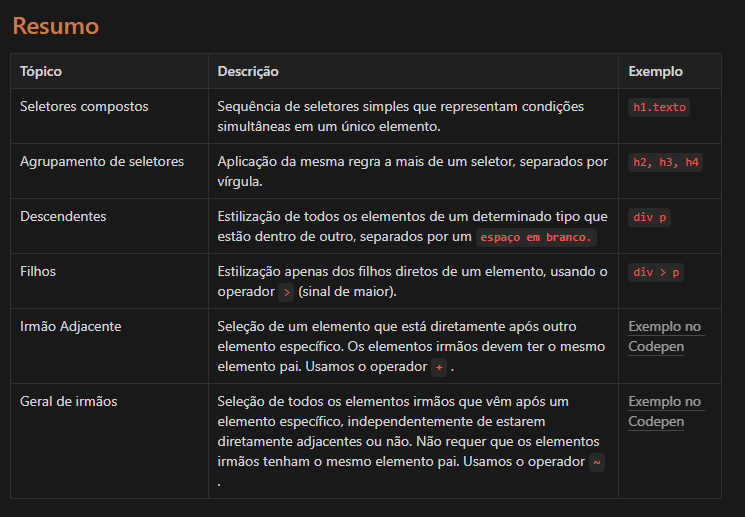 Resumo
Tópico Descrição Exemplo
Seletores compostos Sequência de seletores simples que representam condições h1.texto
simultâneas em um único elemento.
Agrupamento de seletores Aplicação da mesma regra a mais de um seletor, separados por h2, h3, h4
vírgula.
Descendentes Estilização de todos os elementos de um determinado tipo que div p
estão dentro de outro, separados por um espaço em branco.
Filhos Estilização apenas dos filhos diretos de um elemento, usando o div > p
operador > (sinal de maior).
Irmão Adjacente Seleção de um elemento que está diretamente após outro Exemplo no
elemento específico. Os elementos irmãos devem ter o mesmo Codepen
elemento pai. Usamos o operador + .
Geral de irmãos Seleção de todos os elementos irmãos que vêm após um Exemplo no
elemento específico, independentemente de estarem Codepen
diretamente adjacentes ou não. Não requer que os elementos
irmãos tenham o mesmo elemento pai. Usamos o operador ~
.